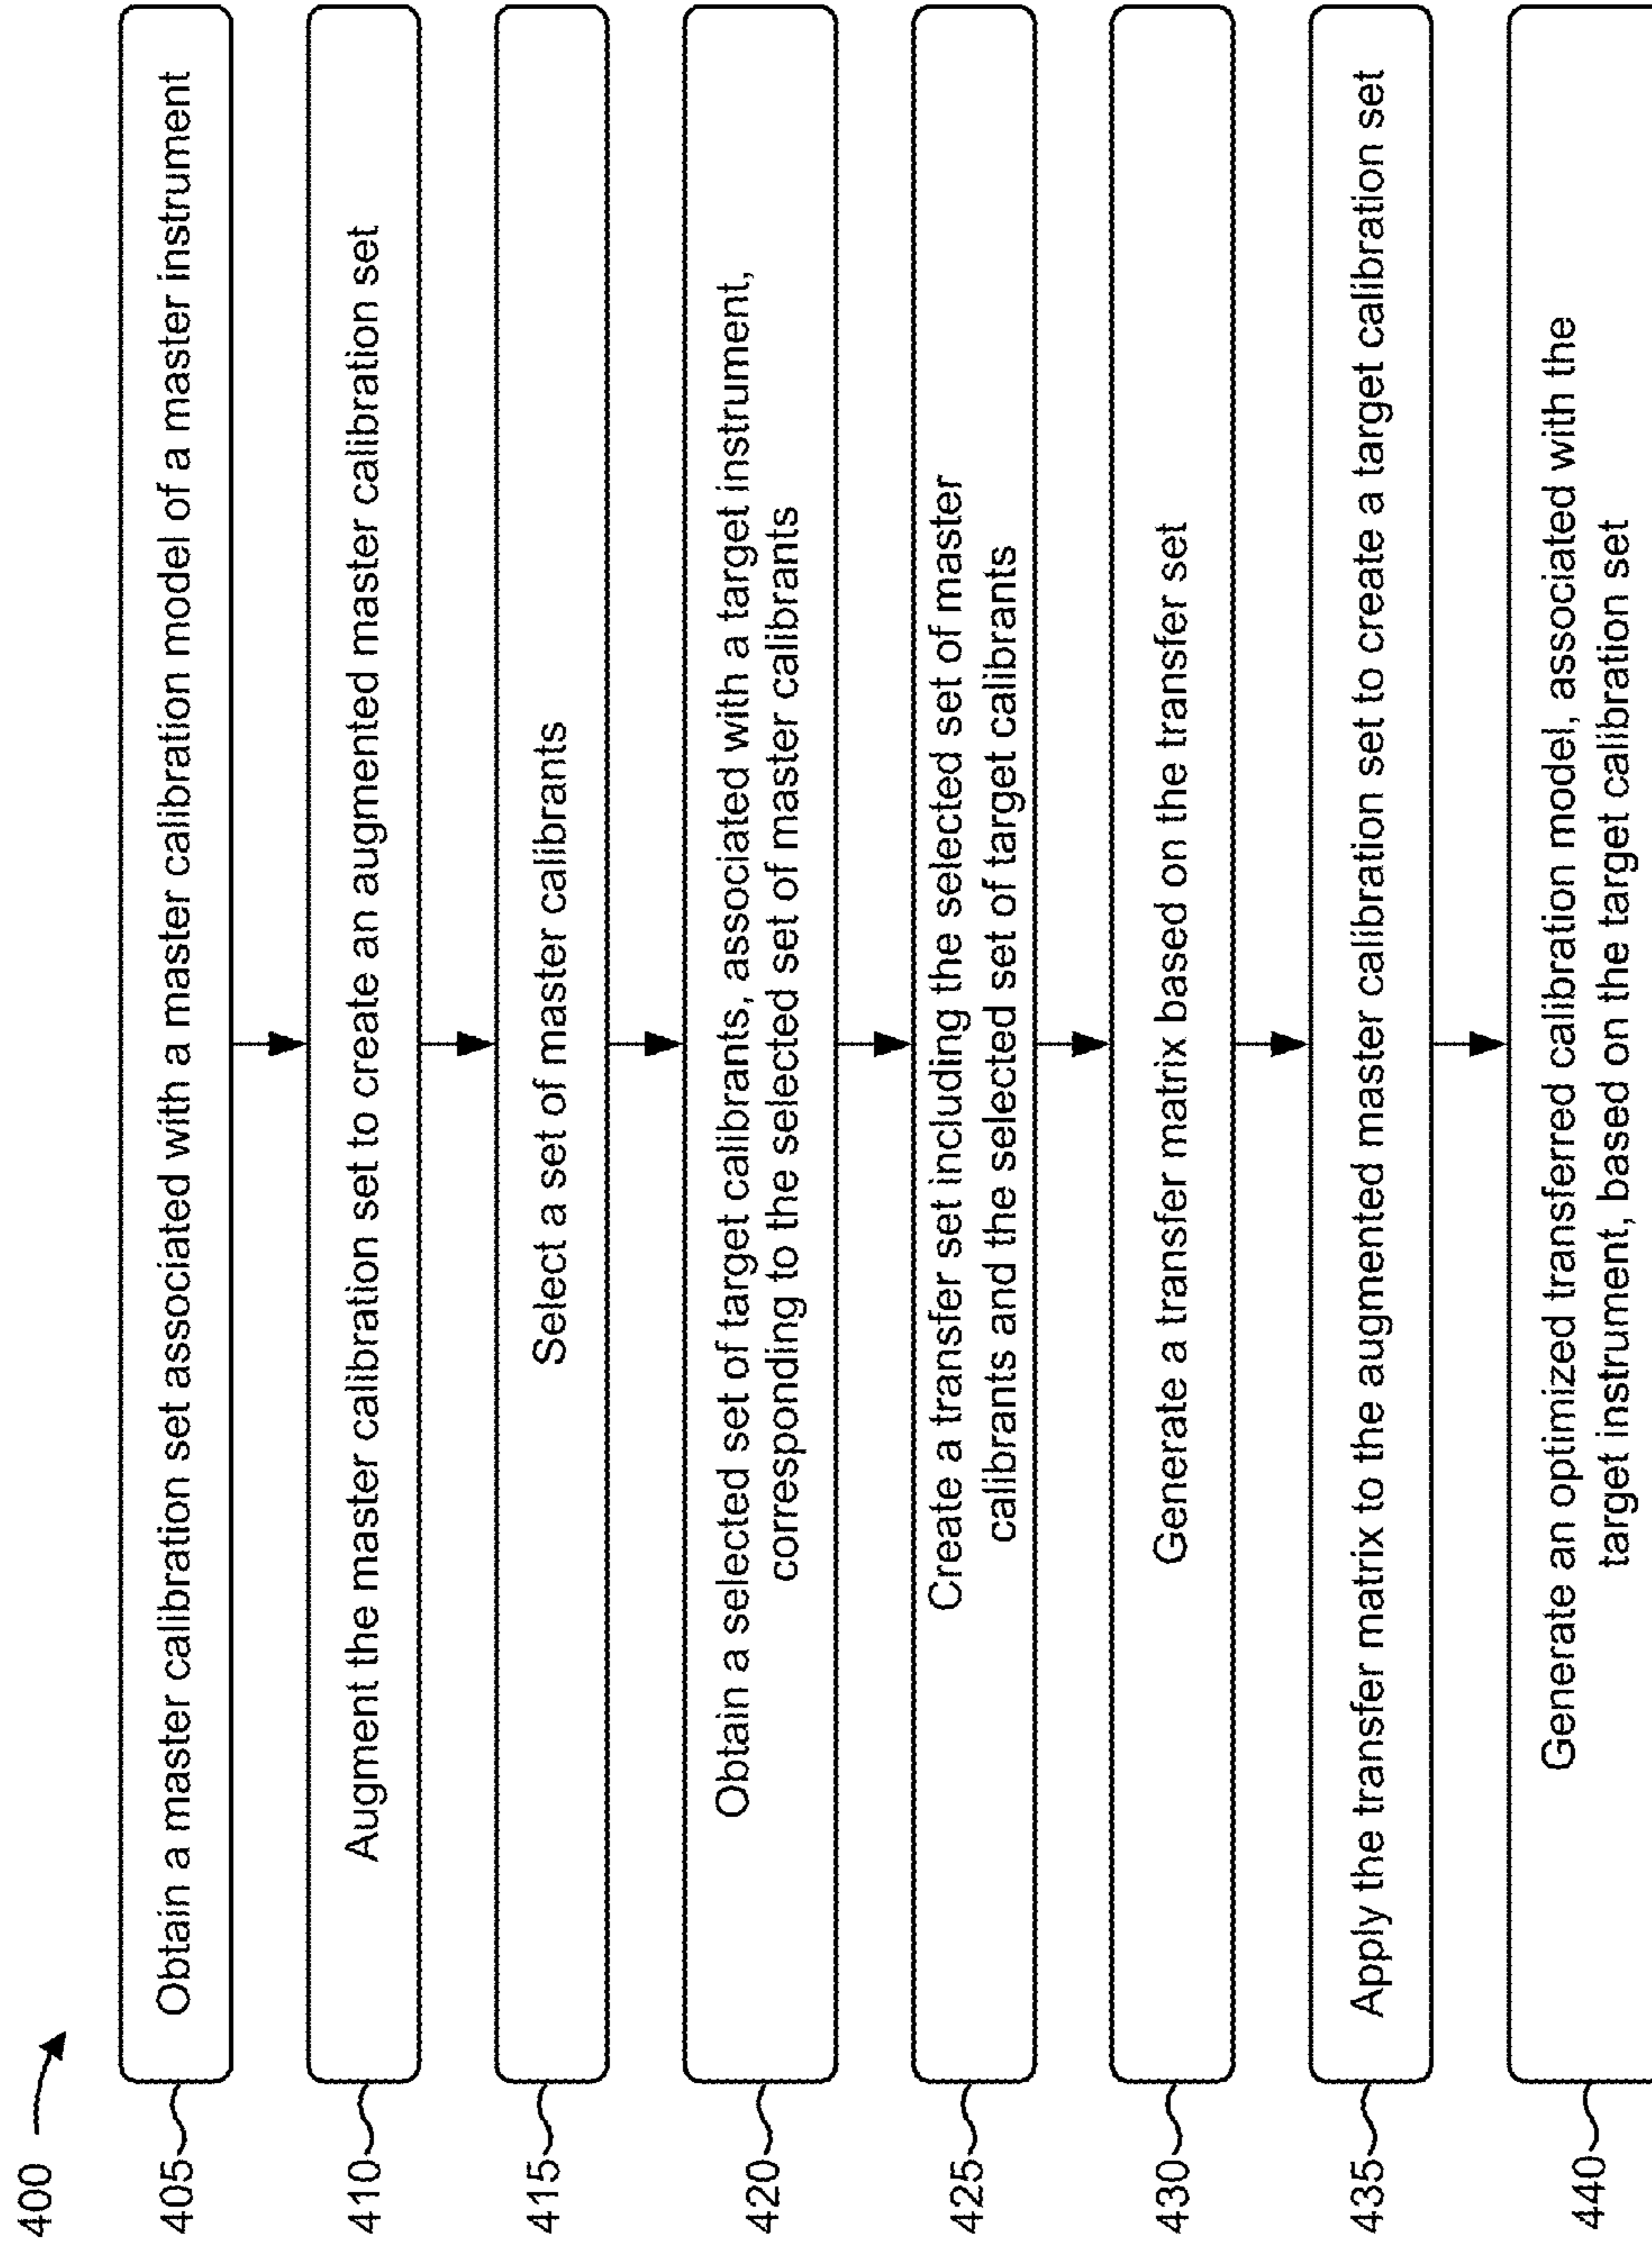 400
405
Obtain a master calibration set associated with a master calibration model of a master instrument
410
Augment the master calibration set to create an augmented master calibration set
415
Select a set of master calibrants
420
Obtain a selected set of target calibrants, associated with a target instrument,
corresponding to the selected set of master calibrants
425
Create a transfer set including the selected set of master
calibrants and the selected set of target calibrants
430
Generate a transfer matrix based on the transfer set
435
Apply the transfer matrix to the augmented master calibration set to create a target calibration set
440
Generate an optimized transferred calibration model, associated with the
target instrument, based on the target calibration set